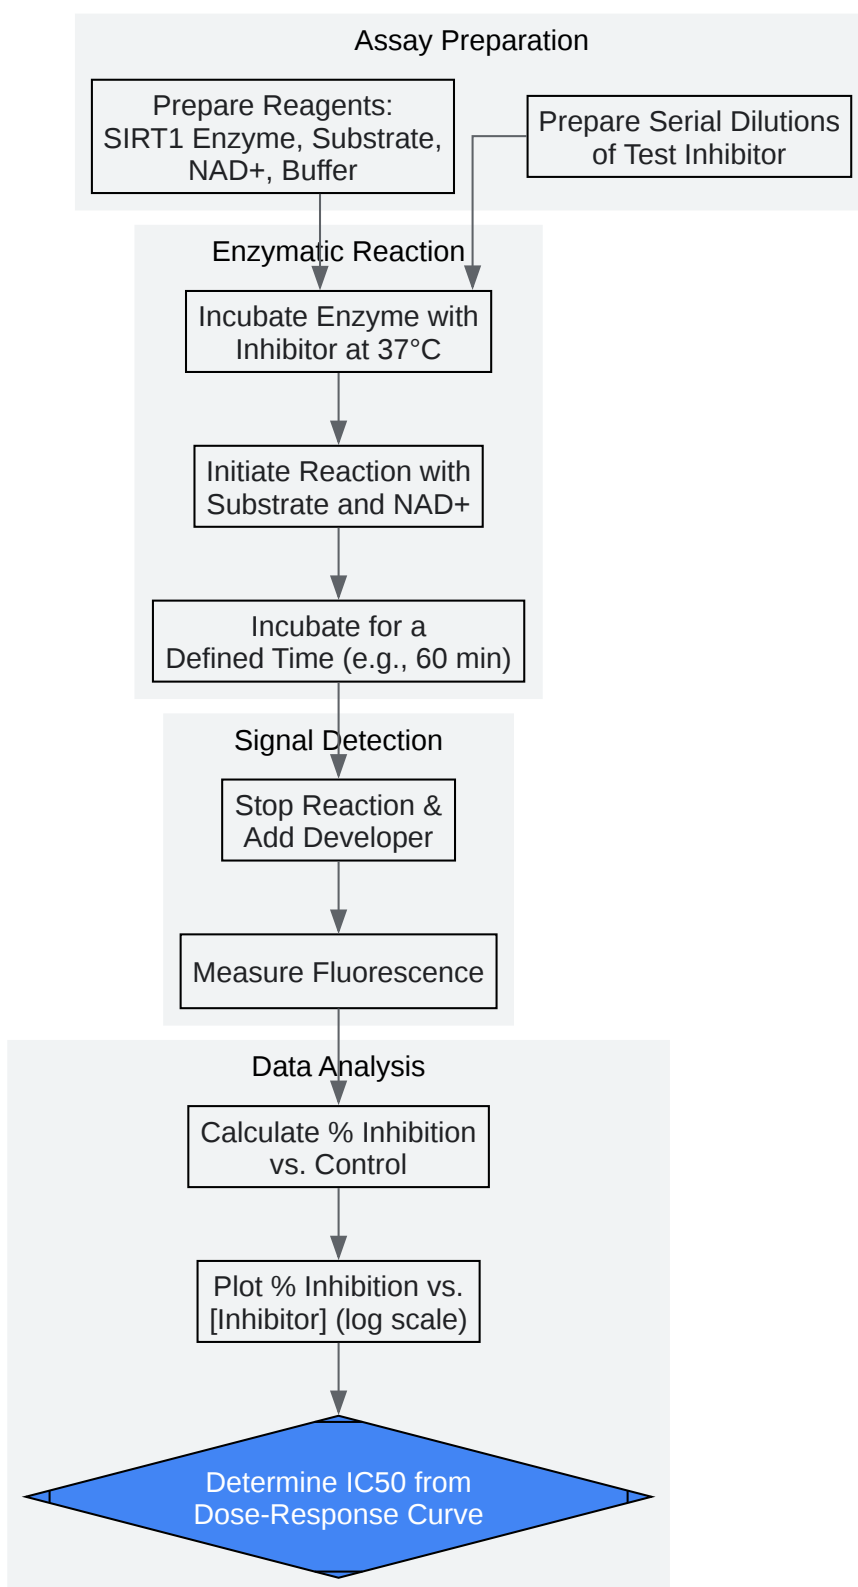 Assay Preparation
Prepare Reagents:
SIRT1 Enzyme, Substrate,
NAD+, Buffer
Prepare Serial Dilutions
of Test Inhibitor
Enzymatic Reaction
Incubate Enzyme with
Inhibitor at 37°C
Initiate Reaction with
Substrate and NAD+
Incubate for a
Defined Time (e.g., 60 min)
Signal Detection
Stop Reaction &
Add Developer
Measure Fluorescence
Data Analysis
Calculate % Inhibition
vs. Control
Plot % Inhibition vs.
[Inhibitor] (log scale)
Determine IC50 from
Dose-Response Curve